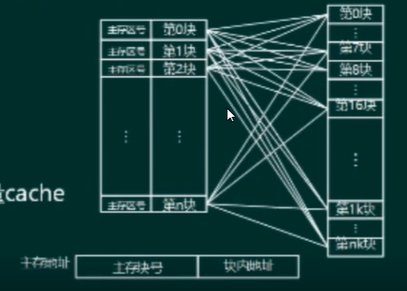 主存区号 第0块
主存区号 第1块
主存区号 第2块
⋮ ⋮
主存区号 第n块
第0块
⋮
第7块
第8块
⋮
第16块
⋮
第1k块
⋮
第nk块
cache
主存地址 主存块号 块内地址